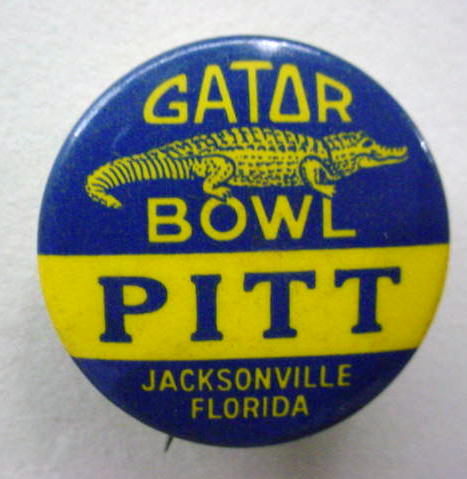 GATOR
BOWL
PITT
JACKSONVILLE
FLORIDA